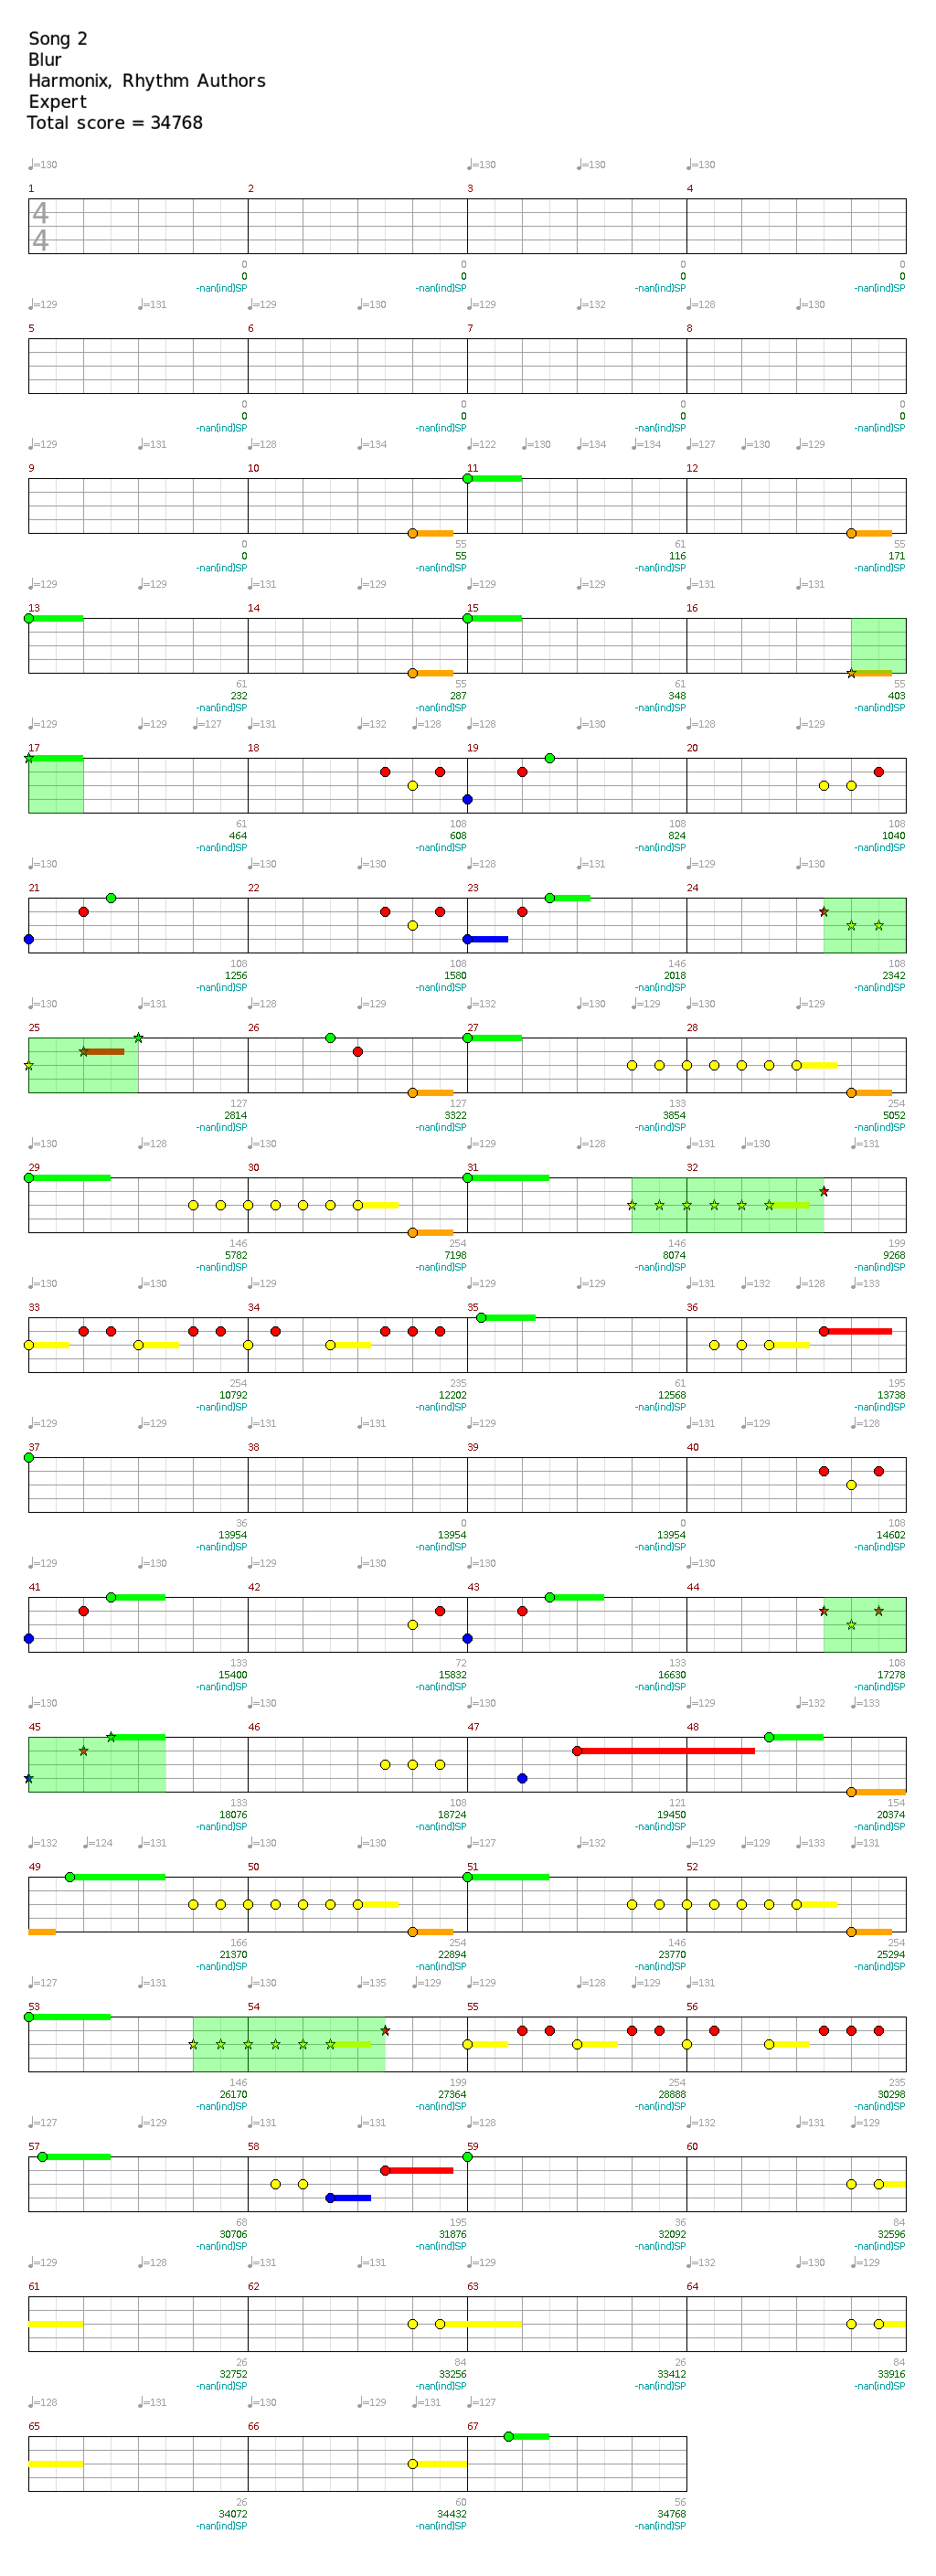 Song 2
Blur
Harmonix, Rhythm Authors
Expert
Total score = 34768
♩=130 ♩=130 ♩=130 ♩=130
1 2 3 4
4
4
0 0 0 0
0 0 0 0
-nan(ind)SP -nan(ind)SP -nan(ind)SP -nan(ind)SP
♩=129 ♩=131 ♩=129 ♩=130 ♩=129 ♩=132 ♩=128 ♩=130
5 6 7 8
0 0 0 0
0 0 0 0
-nan(ind)SP -nan(ind)SP -nan(ind)SP -nan(ind)SP
♩=129 ♩=131 ♩=128 ♩=134 ♩=122 ♩=130 ♩=134 ♩=134 ♩=127 ♩=130 ♩=129
9 10 11 12
0 55 61 55
0 55 116 171
-nan(ind)SP -nan(ind)SP -nan(ind)SP -nan(ind)SP
♩=129 ♩=129 ♩=131 ♩=129 ♩=129 ♩=129 ♩=131 ♩=131
13 14 15 16
61 55 61 55
232 287 348 403
-nan(ind)SP -nan(ind)SP -nan(ind)SP -nan(ind)SP
♩=129 ♩=129 ♩=127 ♩=131 ♩=132 ♩=128 ♩=128 ♩=130 ♩=128 ♩=129
17 18 19 20
61 108 108 108
464 608 824 1040
-nan(ind)SP -nan(ind)SP -nan(ind)SP -nan(ind)SP
♩=130 ♩=130 ♩=130 ♩=128 ♩=131 ♩=129 ♩=130
21 22 23 24
108 108 146 108
1256 1580 2018 2342
-nan(ind)SP -nan(ind)SP -nan(ind)SP -nan(ind)SP
♩=130 ♩=131 ♩=128 ♩=129 ♩=132 ♩=130 ♩=129 ♩=130 ♩=129
25 26 27 28
127 127 133 254
2814 3322 3854 5052
-nan(ind)SP -nan(ind)SP -nan(ind)SP -nan(ind)SP
♩=130 ♩=128 ♩=130 ♩=129 ♩=128 ♩=131 ♩=130 ♩=131
29 30 31 32
146 254 146 199
5782 7198 8074 9268
-nan(ind)SP -nan(ind)SP -nan(ind)SP -nan(ind)SP
♩=130 ♩=130 ♩=129 ♩=129 ♩=129 ♩=131 ♩=132 ♩=128 ♩=133
33 34 35 36
254 235 61 195
10792 12202 12568 13738
-nan(ind)SP -nan(ind)SP -nan(ind)SP -nan(ind)SP
♩=129 ♩=129 ♩=131 ♩=131 ♩=129 ♩=131 ♩=129 ♩=128
37 38 39 40
36 0 0 108
13954 13954 13954 14602
-nan(ind)SP -nan(ind)SP -nan(ind)SP -nan(ind)SP
♩=129 ♩=130 ♩=129 ♩=130 ♩=130 ♩=130
41 42 43 44
133 72 133 108
15400 15832 16630 17278
-nan(ind)SP -nan(ind)SP -nan(ind)SP -nan(ind)SP
♩=130 ♩=130 ♩=130 ♩=129 ♩=132 ♩=133
45 46 47 48
133 108 121 154
18076 18724 19450 20374
-nan(ind)SP -nan(ind)SP -nan(ind)SP -nan(ind)SP
♩=132 ♩=124 ♩=131 ♩=130 ♩=130 ♩=127 ♩=132 ♩=129 ♩=129 ♩=133 ♩=131
49 50 51 52
166 254 146 254
21370 22894 23770 25294
-nan(ind)SP -nan(ind)SP -nan(ind)SP -nan(ind)SP
♩=127 ♩=131 ♩=130 ♩=135 ♩=129 ♩=129 ♩=128 ♩=129 ♩=131
53 54 55 56
146 199 254 235
26170 27364 28888 30298
-nan(ind)SP -nan(ind)SP -nan(ind)SP -nan(ind)SP
♩=127 ♩=129 ♩=131 ♩=131 ♩=128 ♩=132 ♩=131 ♩=129
57 58 59 60
68 195 36 84
30706 31876 32092 32596
-nan(ind)SP -nan(ind)SP -nan(ind)SP -nan(ind)SP
♩=129 ♩=128 ♩=131 ♩=131 ♩=129 ♩=132 ♩=130 ♩=129
61 62 63 64
26 84 26 84
32752 33256 33412 33916
-nan(ind)SP -nan(ind)SP -nan(ind)SP -nan(ind)SP
♩=128 ♩=131 ♩=130 ♩=129 ♩=131 ♩=127
65 66 67
26 60 56
34072 34432 34768
-nan(ind)SP -nan(ind)SP -nan(ind)SP